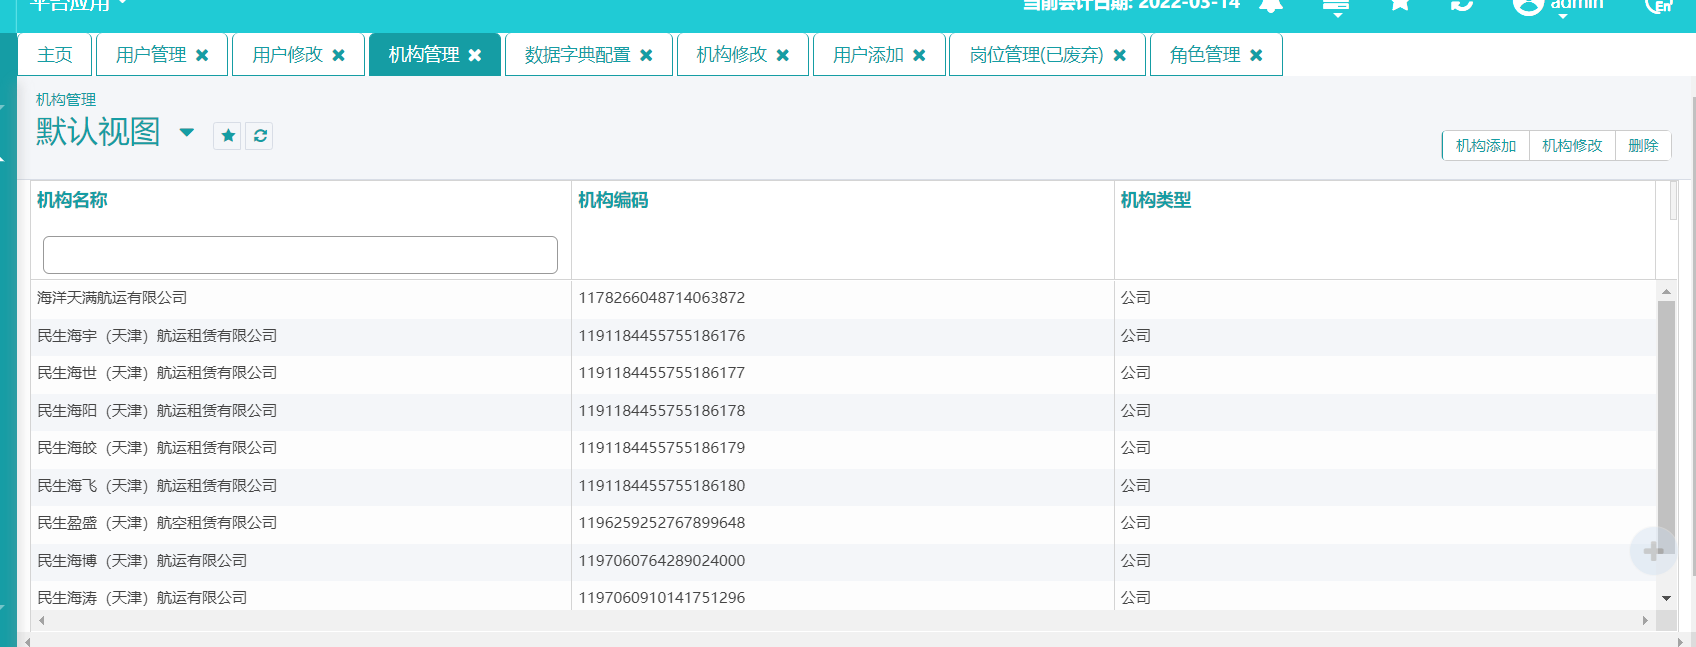 平台应用
当前会计日期: 2022-03-14
admin
En
主页
用户管理
用户修改
机构管理
数据字典配置
机构修改
用户添加
岗位管理(已废弃)
角色管理
机构管理
默认视图
机构添加
机构修改
删除
机构名称 机构编码 机构类型
海洋天满航运有限公司 1178266048714063872 公司
民生海宇（天津）航运租赁有限公司 1191184455755186176 公司
民生海世（天津）航运租赁有限公司 1191184455755186177 公司
民生海阳（天津）航运租赁有限公司 1191184455755186178 公司
民生海皎（天津）航运租赁有限公司 1191184455755186179 公司
民生海飞（天津）航运租赁有限公司 1191184455755186180 公司
民生盈盛（天津）航空租赁有限公司 1196259252767899648 公司
民生海博（天津）航运有限公司 1197060764289024000 公司
民生海涛（天津）航运有限公司 1197060910141751296 公司